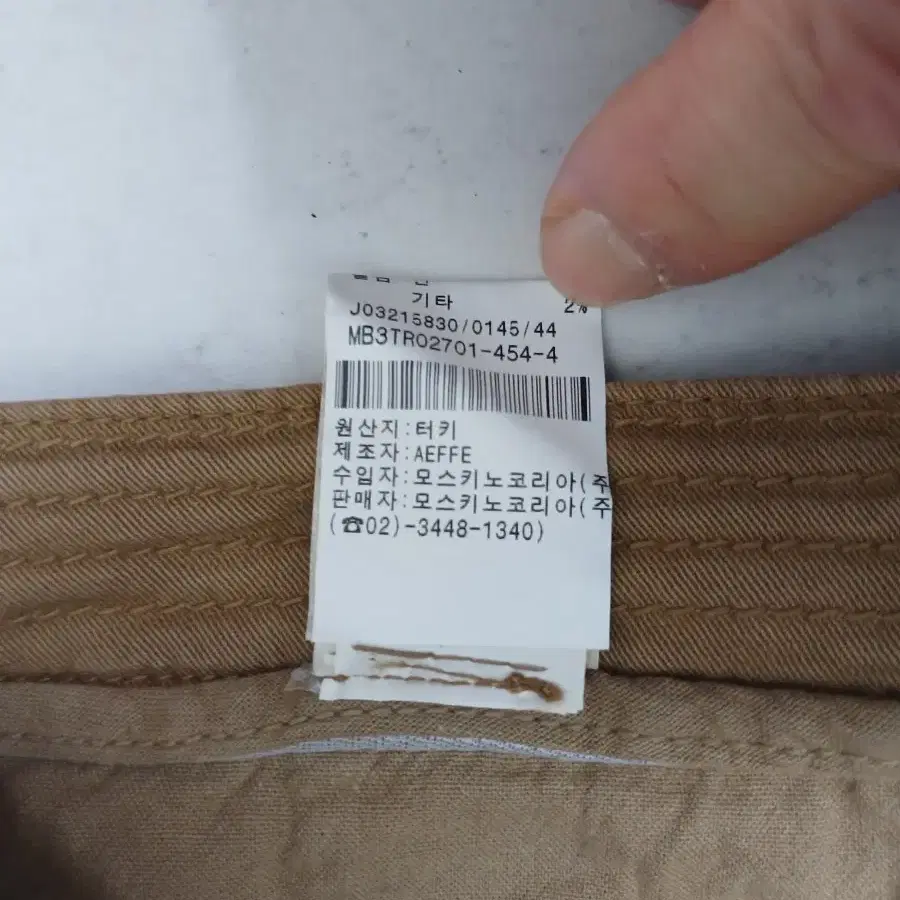 기타 2%
J03215830/0145/44
MB3TR02701-454-4
원산지:터키
제조자:AEFFE
수입자:모스키노코리아(주
판매자:모스키노코리아(주
(☎02)-3448-1340)